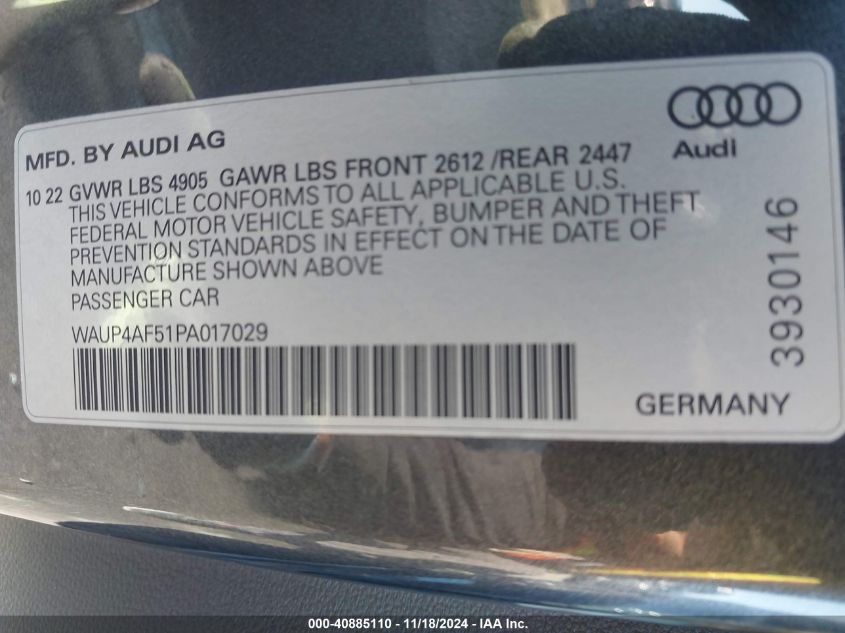 MFD. BY AUDI AG
Audi
10 22 GVWR LBS 4905 GAWR LBS FRONT 2612 /REAR 2447
THIS VEHICLE CONFORMS TO ALL APPLICABLE U.S.
FEDERAL MOTOR VEHICLE SAFETY, BUMPER AND THEFT
PREVENTION STANDARDS IN EFFECT ON THE DATE OF
MANUFACTURE SHOWN ABOVE
PASSENGER CAR
WAUP4AF51PA017029
3930146
GERMANY
000-40885110 - 11/18/2024 - IAA Inc.